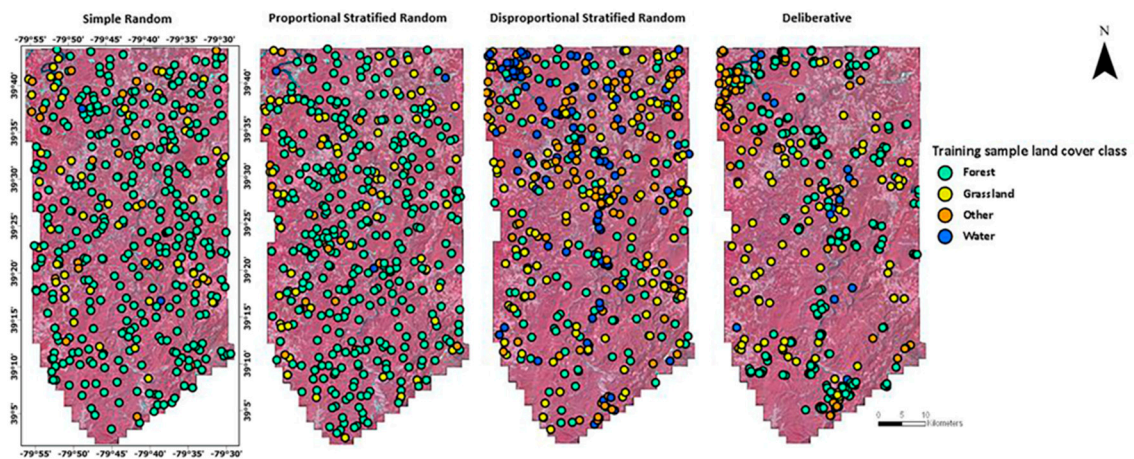 Simple Random
Proportional Stratified Random
Disproportional Stratified Random
Deliberative
-79°55' -79°50' -79°45' -79°40' -79°35' -79°30'
39°40'
39°35'
39°30'
39°25'
39°20'
39°15'
39°10'
39°5'
39°40'
39°35'
39°30'
39°25'
39°20'
39°15'
39°10'
39°5'
-79°55' -79°50' -79°45' -79°40' -79°35' -79°30'
N
Training sample land cover class
Forest
Grassland
Other
Water
0 5 10
Kilometers